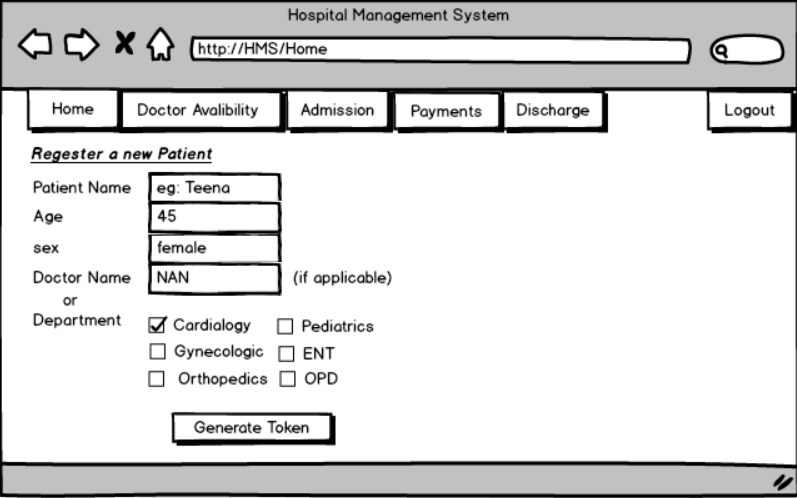 Hospital Management System
http://HMS/Home
Home Doctor Avalibility Admission Payments Discharge Logout
Regester a new Patient
Patient Name eg: Teena
Age 45
sex female
Doctor Name NAN (if applicable)
or
Department
Cardialogy Pediatrics
Gynecologic ENT
Orthopedics OPD
Generate Token